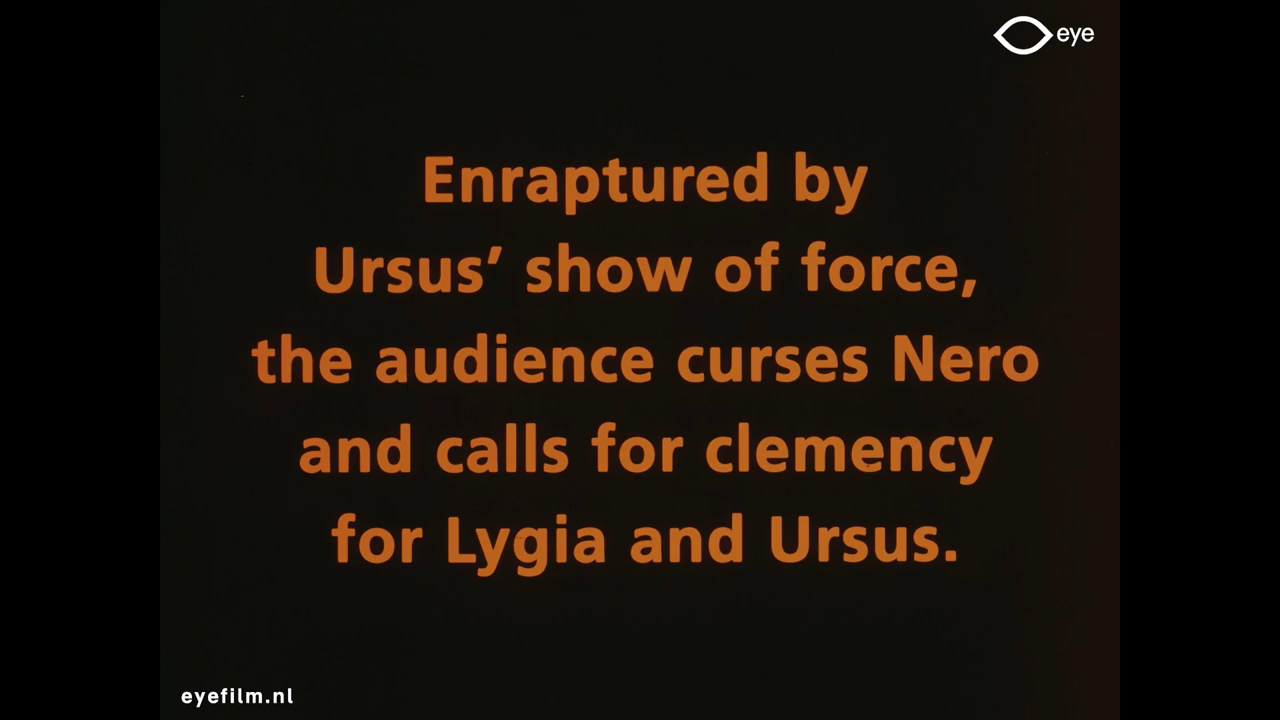 eye
Enraptured by
Ursus’ show of force,
the audience curses Nero
and calls for clemency
for Lygia and Ursus.
eyefilm.nl